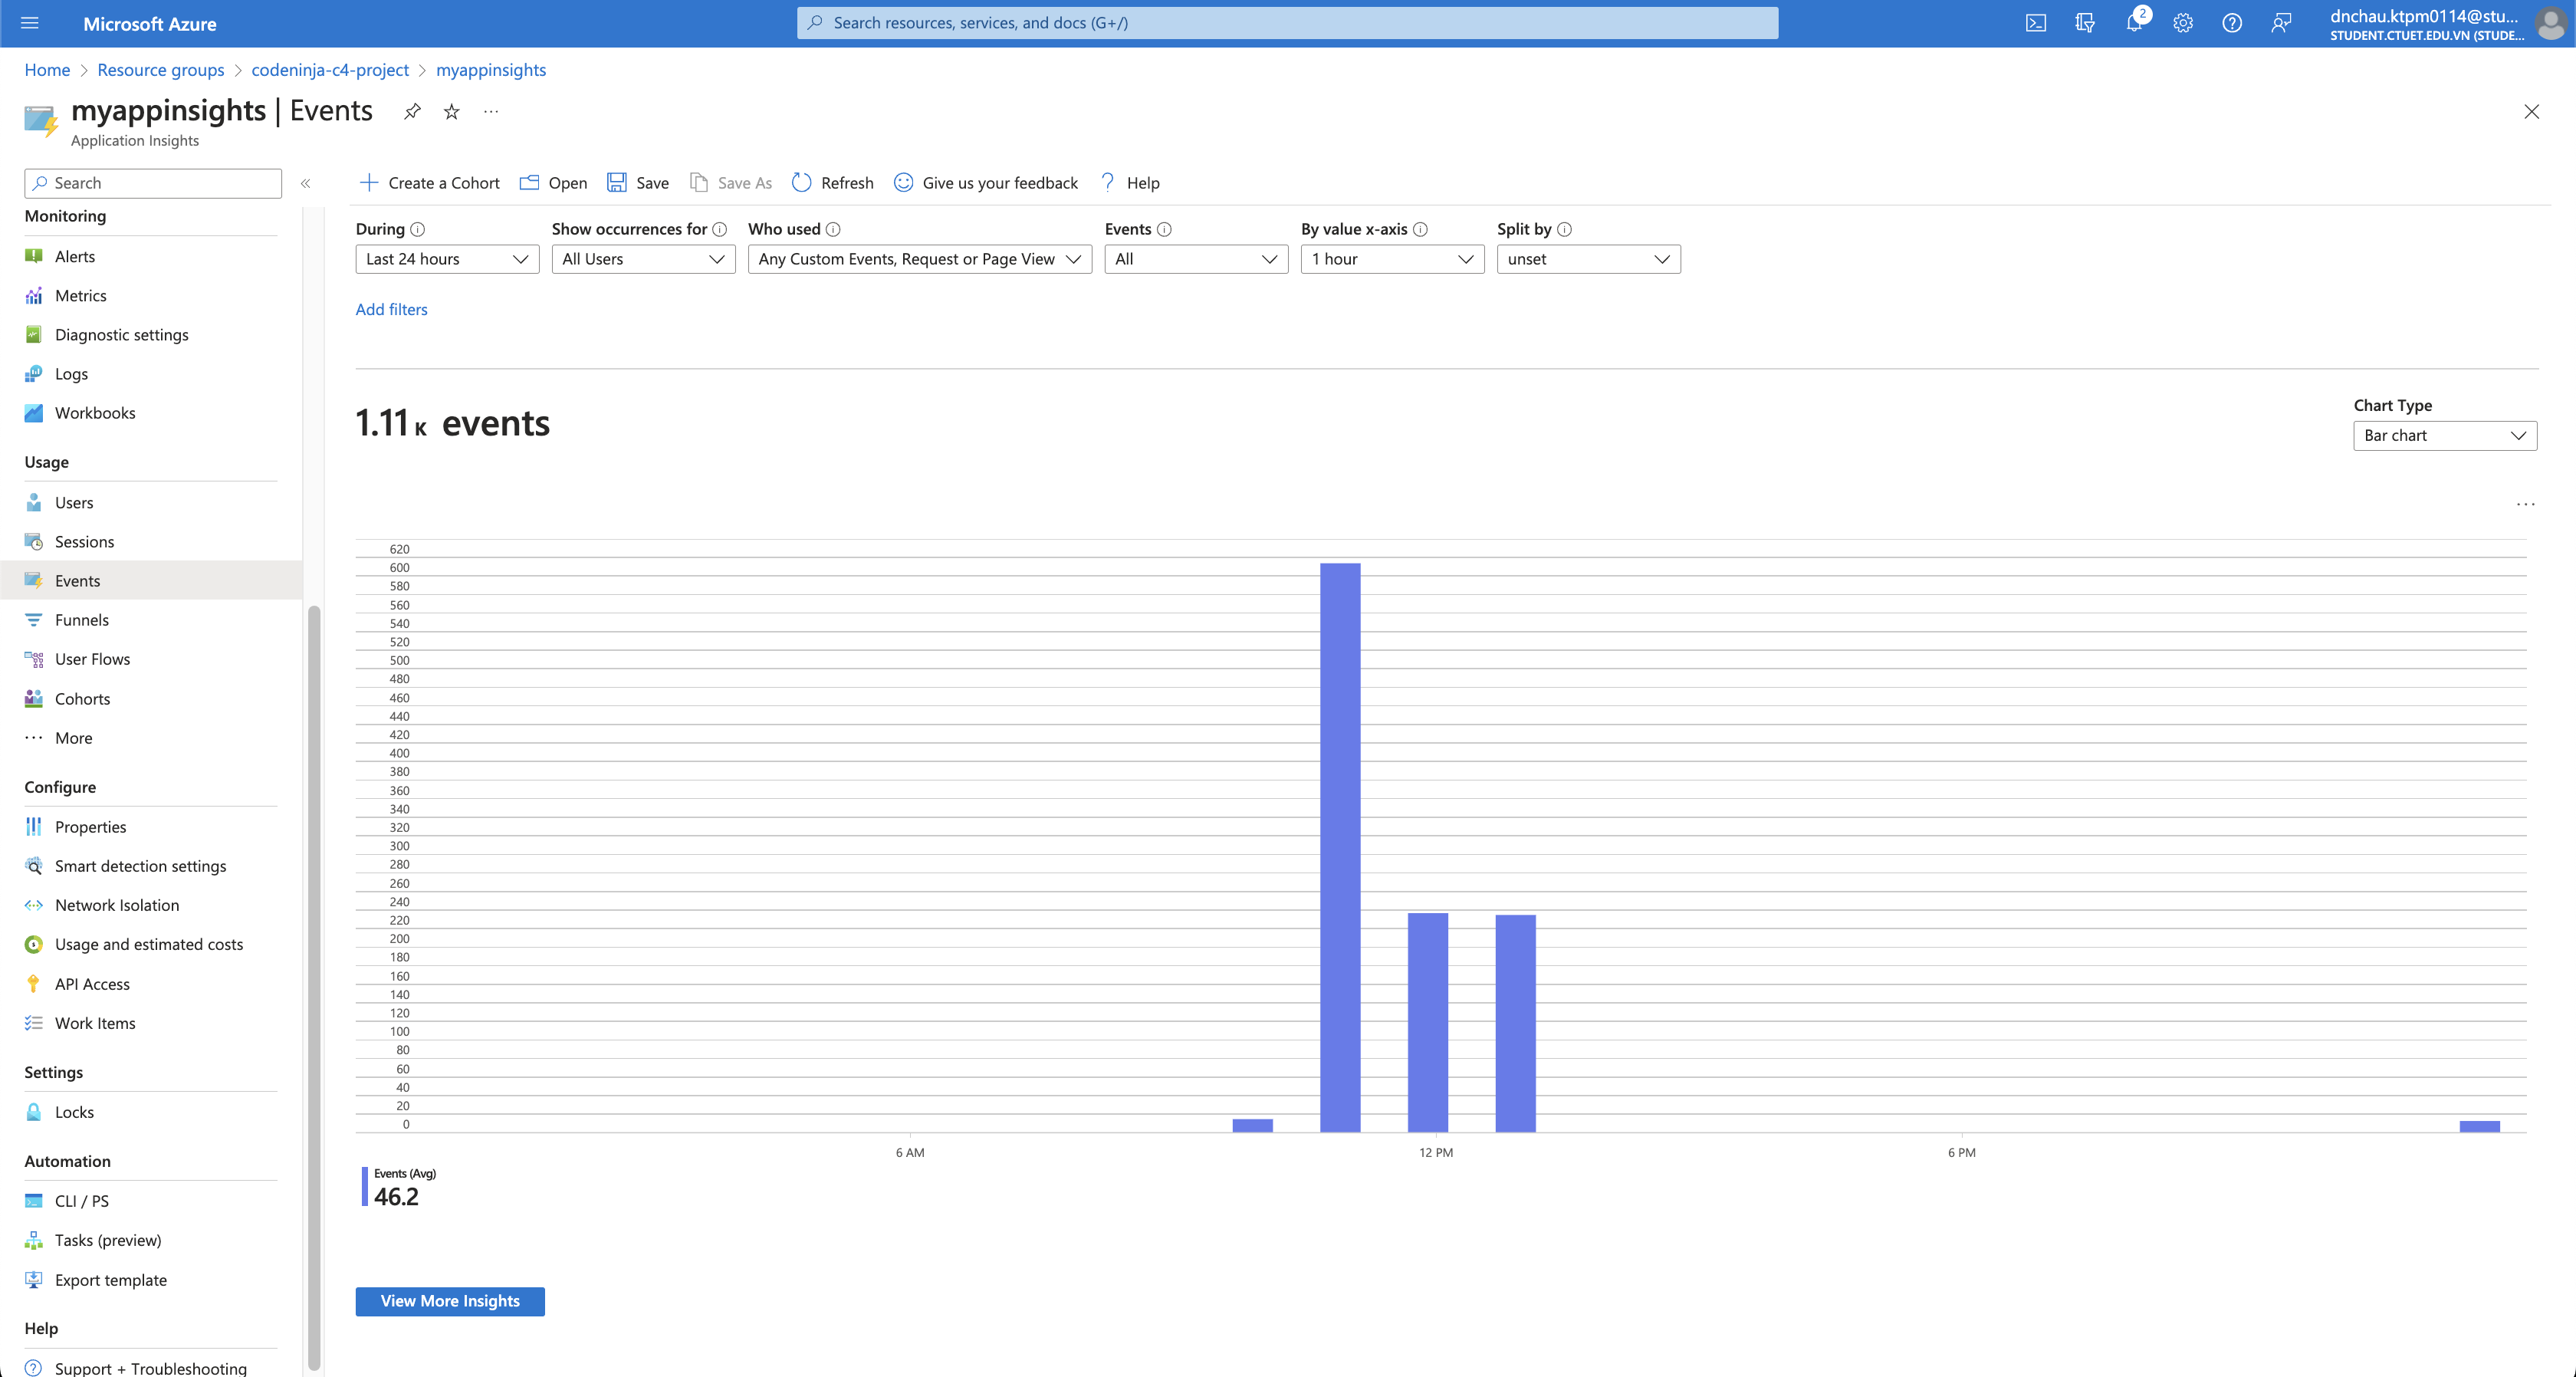 Microsoft Azure
Search resources, services, and docs (G+/)
2
dnchau.ktpm0114@stu...
STUDENT.CTUET.EDU.VN (STUDE...
Home > Resource groups > codeninja-c4-project > myappinsights
myappinsights | Events
Application Insights
Search
Create a Cohort
Open
Save
Save As
Refresh
Give us your feedback
Help
Monitoring
Alerts
Metrics
Diagnostic settings
Logs
Workbooks
Usage
Users
Sessions
Events
Funnels
User Flows
Cohorts
More
Configure
Properties
Smart detection settings
Network Isolation
Usage and estimated costs
API Access
Work Items
Settings
Locks
Automation
CLI / PS
Tasks (preview)
Export template
Help
Support + Troubleshooting
During
Last 24 hours
Show occurrences for
All Users
Who used
Any Custom Events, Request or Page View
Events
All
By value x-axis
1 hour
Split by
unset
Add filters
1.11 K events
Chart Type
Bar chart
620
600
580
560
540
520
500
480
460
440
420
400
380
360
340
320
300
280
260
240
220
200
180
160
140
120
100
80
60
40
20
0
6 AM
12 PM
6 PM
Events (Avg)
46.2
View More Insights